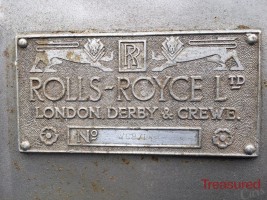 RR
ROLLS-ROYCE LTD
LONDON, DERBY & CREWE.
No
Treasured